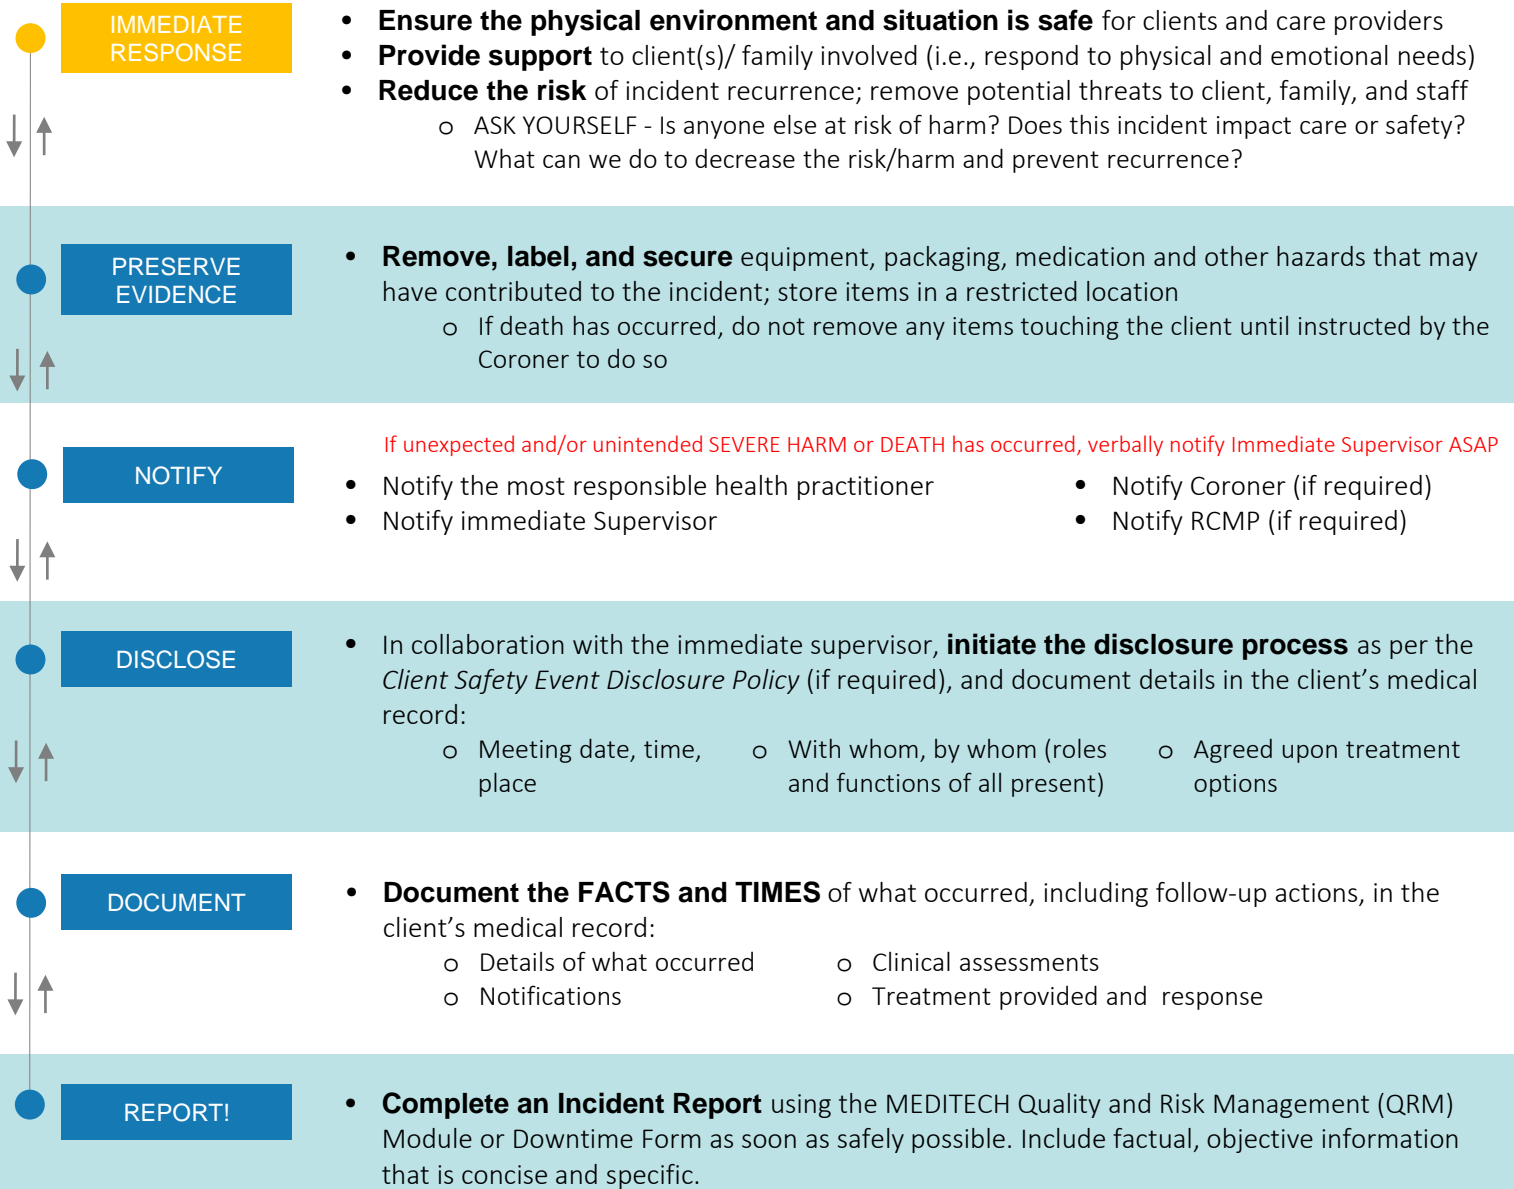 IMMEDIATE
RESPONSE
• Ensure the physical environment and situation is safe for clients and care providers
• Provide support to client(s)/ family involved (i.e., respond to physical and emotional needs)
• Reduce the risk of incident recurrence; remove potential threats to client, family, and staff
o ASK YOURSELF - Is anyone else at risk of harm? Does this incident impact care or safety?
What can we do to decrease the risk/harm and prevent recurrence?
PRESERVE
EVIDENCE
• Remove, label, and secure equipment, packaging, medication and other hazards that may
have contributed to the incident; store items in a restricted location
o If death has occurred, do not remove any items touching the client until instructed by the
Coroner to do so
NOTIFY
If unexpected and/or unintended SEVERE HARM or DEATH has occurred, verbally notify Immediate Supervisor ASAP
• Notify the most responsible health practitioner
• Notify immediate Supervisor
• Notify Coroner (if required)
• Notify RCMP (if required)
DISCLOSE
• In collaboration with the immediate supervisor, initiate the disclosure process as per the
Client Safety Event Disclosure Policy (if required), and document details in the client’s medical
record:
o Meeting date, time,
place
o With whom, by whom (roles
and functions of all present)
o Agreed upon treatment
options
DOCUMENT
• Document the FACTS and TIMES of what occurred, including follow-up actions, in the
client’s medical record:
o Details of what occurred
o Notifications
o Clinical assessments
o Treatment provided and response
REPORT!
• Complete an Incident Report using the MEDITECH Quality and Risk Management (QRM)
Module or Downtime Form as soon as safely possible. Include factual, objective information
that is concise and specific.